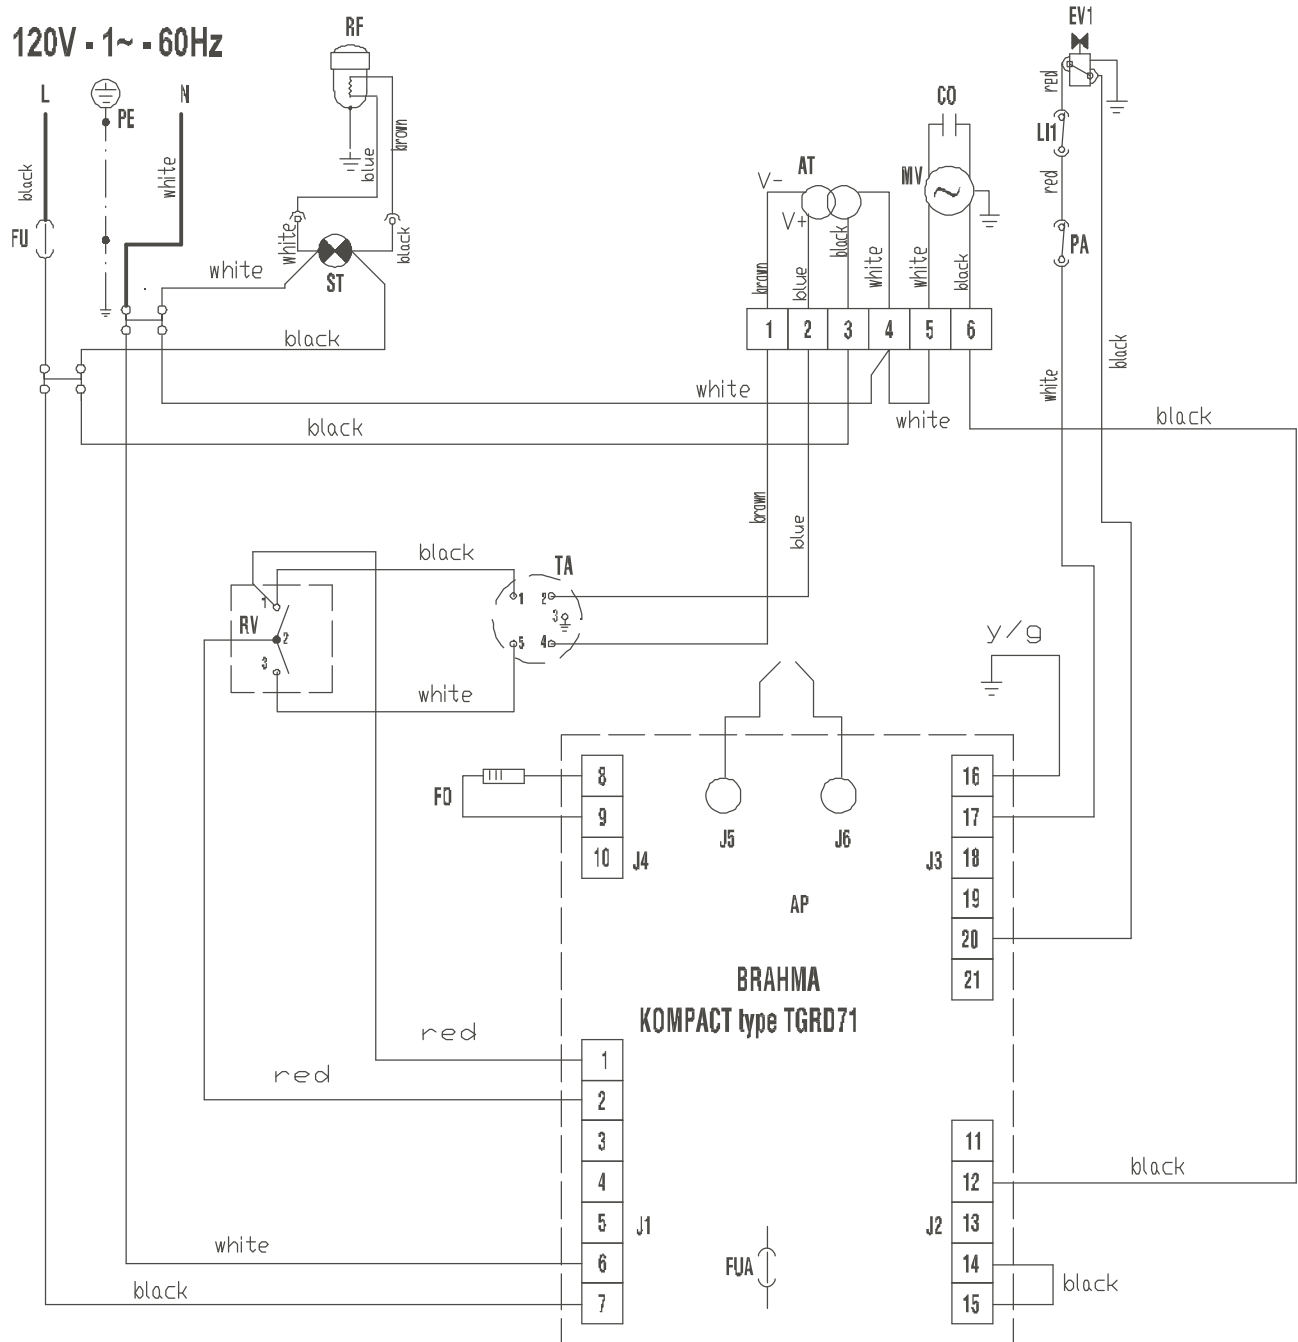 120V - 1~ - 60Hz
RF
EV1
L
PE
N
CO
red
LI1
black
white
brown
blue
AT
MV
V-
V+
red
FU
white
black
ST
white
black
white
white
black
PA
brown
blue
black
1 2 3 4 5 6
black
white
white
black
white
black
black
brown
blue
black
TA
1 2
3
5 4
RV
1
2
3
y/g
white
8
9
10
FO
J4
J5
J6
16
17
18
19
20
21
J3
AP
BRAHMA
KOMPACT type TGRD71
red
red
1
2
3
4
5
6
7
J1
11
12
13
14
15
J2
black
white
FUA
black
black